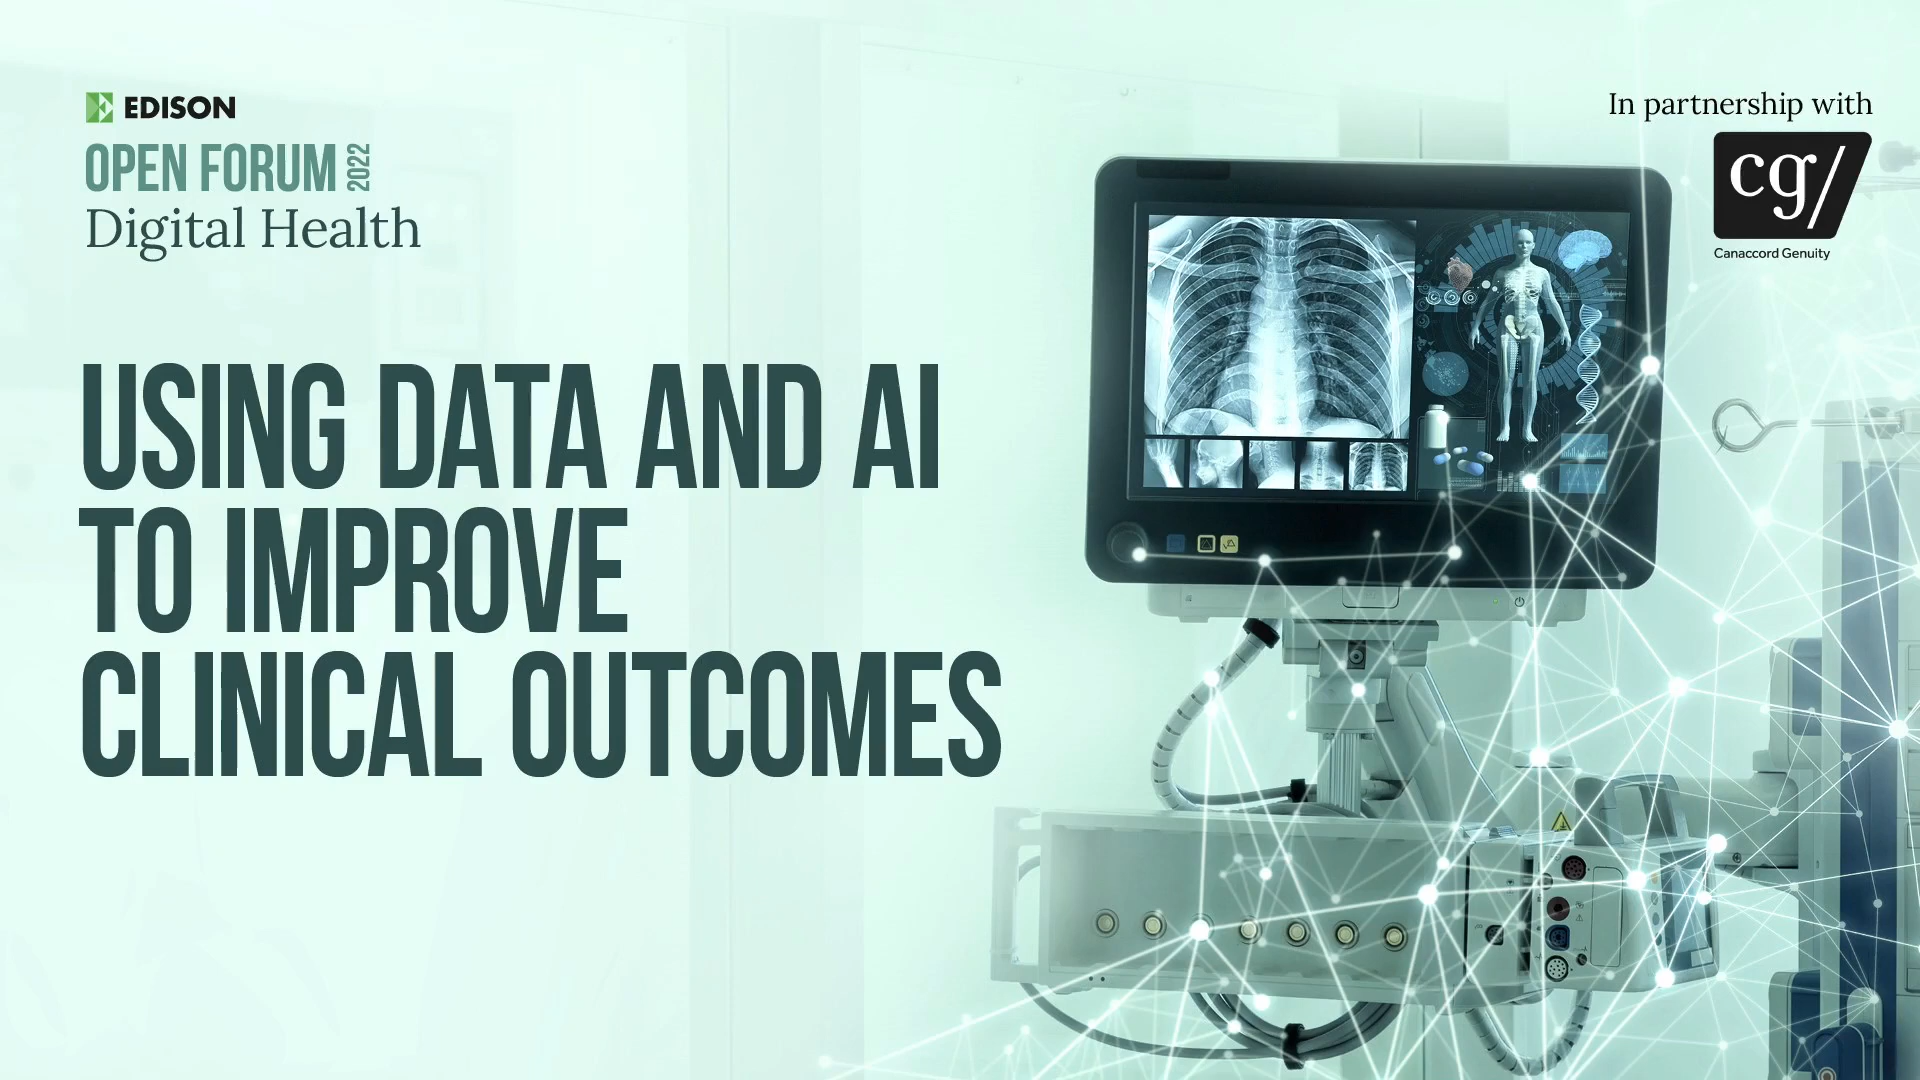 EDISON
OPEN FORUM 2022
Digital Health
In partnership with
cg/
Canaccord Genuity
USING DATA AND AI
TO IMPROVE
CLINICAL OUTCOMES